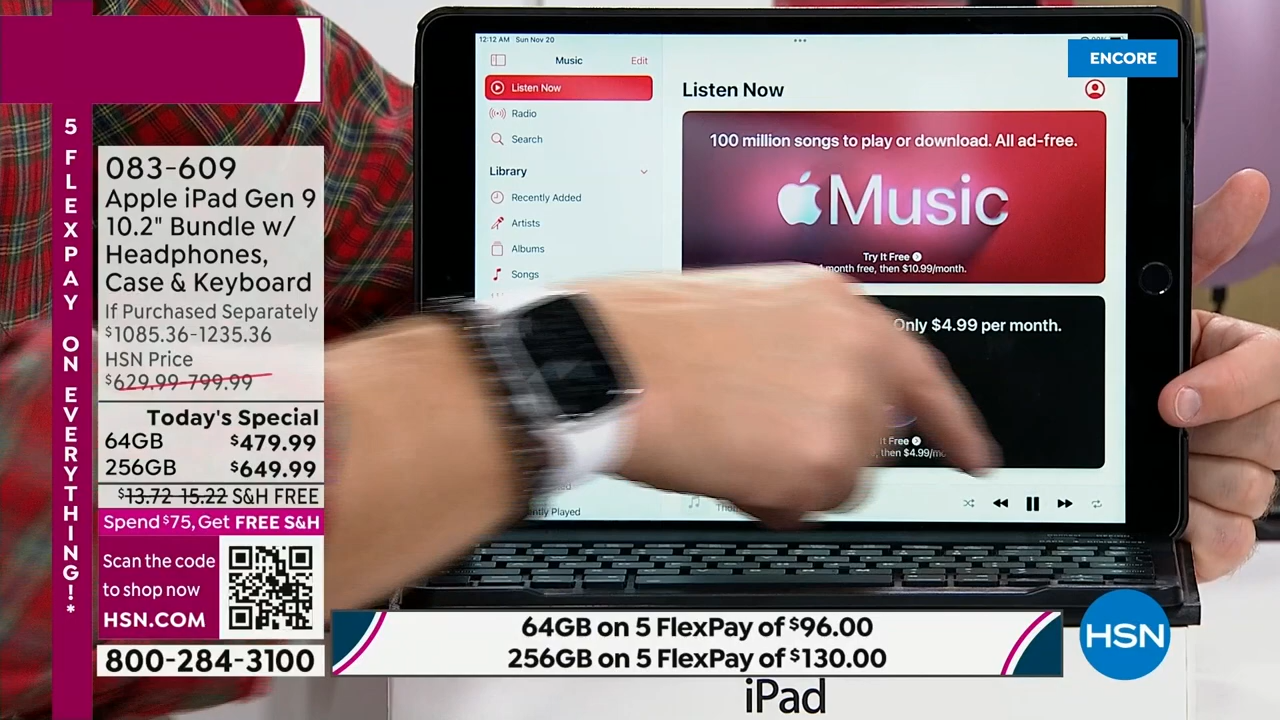 5 FLEXPAY ON EVERYTHING!*
083-609
Apple iPad Gen 9
10.2" Bundle w/
Headphones,
Case & Keyboard
If Purchased Separately
$1085.36-1235.36
HSN Price
$629.99-799.99
Today's Special
64GB $479.99
256GB $649.99
$13.72-15.22 S&H FREE
Spend $75, Get FREE S&H
Scan the code
to shop now
HSN.COM
800-284-3100
12:12 AM Sun Nov 20
Music Edit
Listen Now
Radio
Search
Library
Recently Added
Artists
Albums
Songs
ENCORE
Listen Now
100 million songs to play or download. All ad-free.
Music
Try It Free
month free, then $10.99/month.
Only $4.99 per month.
It Free
, then $4.99/mo
Played
64GB on 5 FlexPay of $96.00
256GB on 5 FlexPay of $130.00
HSN
iPad